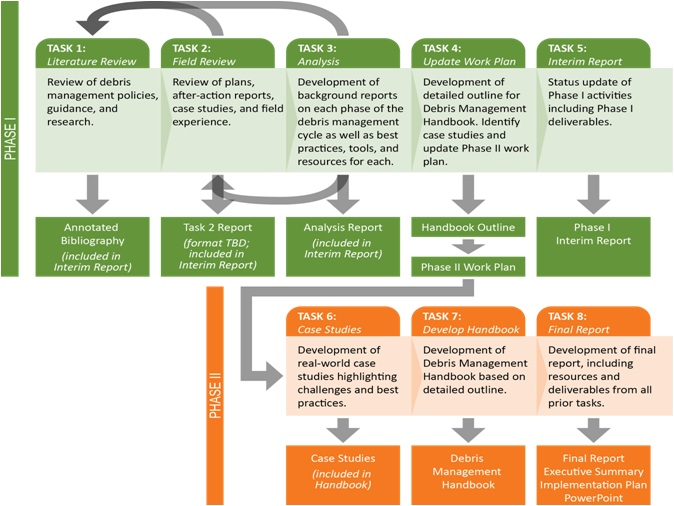 PHASE I
TASK 1:
Literature Review
Review of debris
management policies,
guidance, and
research.
TASK 2:
Field Review
Review of plans,
after-action reports,
case studies, and field
experience.
TASK 3:
Analysis
Development of
background reports
on each phase of the
debris management
cycle as well as best
practices, tools, and
resources for each.
TASK 4:
Update Work Plan
Development of
detailed outline for
Debris Management
Handbook. Identify
case studies and
update Phase II work
plan.
TASK 5:
Interim Report
Status update of
Phase I activities
including Phase I
deliverables.
Annotated
Bibliography
(included in
Interim Report)
Task 2 Report
(format TBD;
included in
Interim Report)
Analysis Report
(included in
Interim Report)
Handbook Outline
Phase II Work Plan
Phase I
Interim Report
PHASE II
TASK 6:
Case Studies
Development of
real-world case
studies highlighting
challenges and best
practices.
TASK 7:
Develop Handbook
Development of
Debris Management
Handbook based on
detailed outline.
TASK 8:
Final Report
Development of final
report, including
resources and
deliverables from all
prior tasks.
Case Studies
(included in
Handbook)
Debris
Management
Handbook
Final Report
Executive Summary
Implementation Plan
PowerPoint